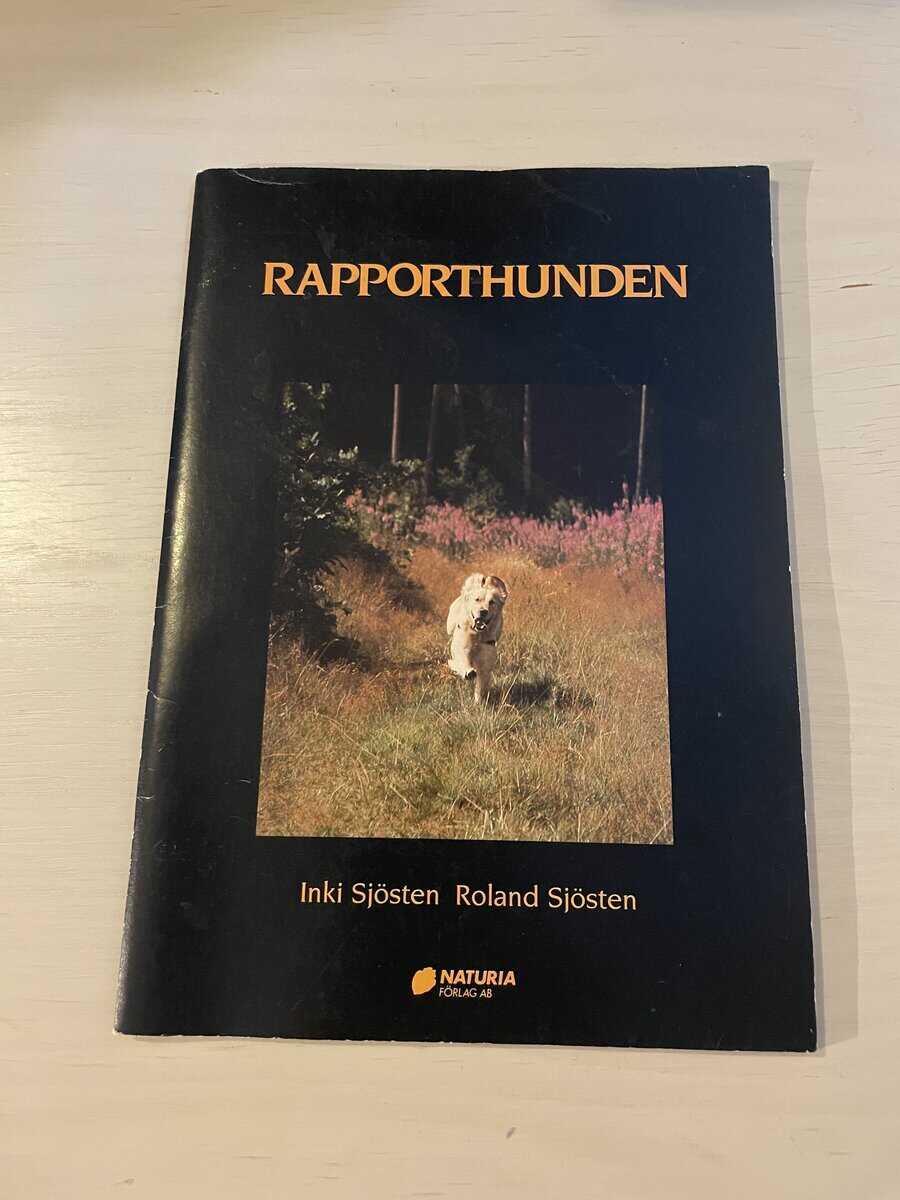 RAPPORTHUNDEN
Inki Sjösten Roland Sjösten
NATURIA
FÖRLAG AB